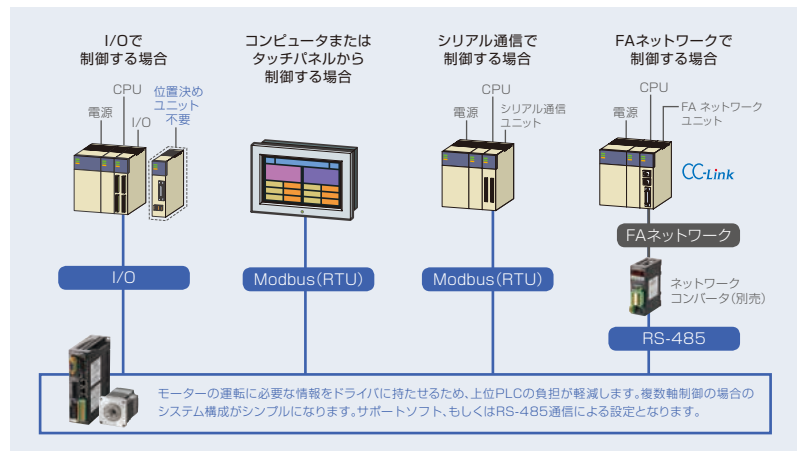 I/Oで
制御する場合
CPU
電源
I/O
位置決め
ユニット
不要
I/O
コンピュータまたは
タッチパネルから
制御する場合
Modbus(RTU)
シリアル通信で
制御する場合
CPU
電源
シリアル通信
ユニット
Modbus(RTU)
FAネットワークで
制御する場合
CPU
電源
FA ネットワーク
ユニット
CC-Link
FAネットワーク
ネットワーク
コンバータ(別売)
RS-485
モーターの運転に必要な情報をドライバに持たせるため、上位PLCの負担が軽減します。複数軸制御の場合の
システム構成がシンプルになります。サポートソフト、もしくはRS-485通信による設定となります。